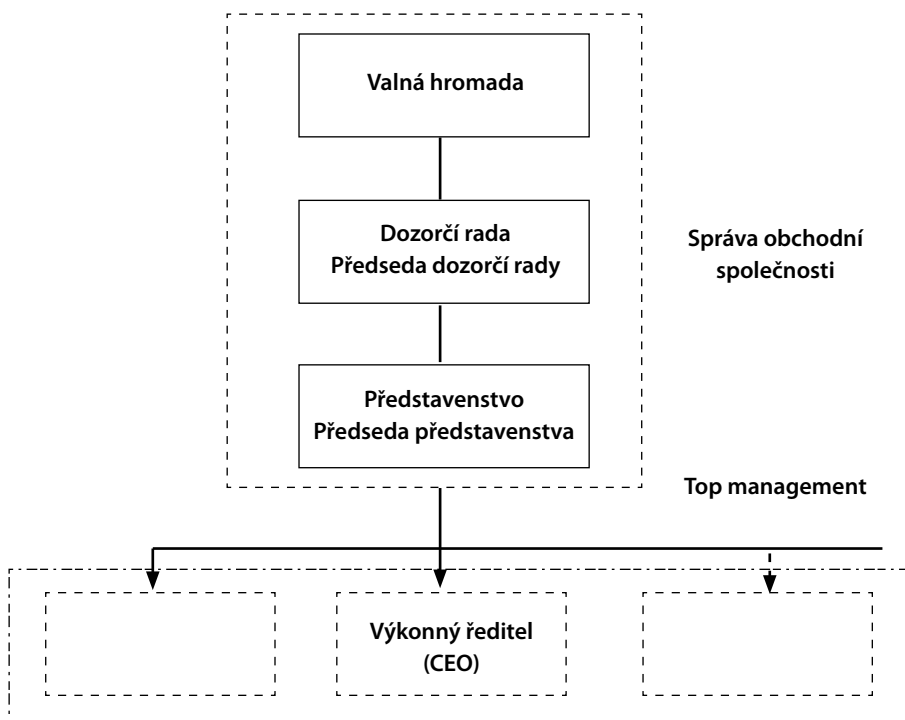 Valná hromada
Dozorčí rada
Předseda dozorčí rady
Správa obchodní
společnosti
Představenstvo
Předseda představenstva
Top management
Výkonný ředitel
(CEO)